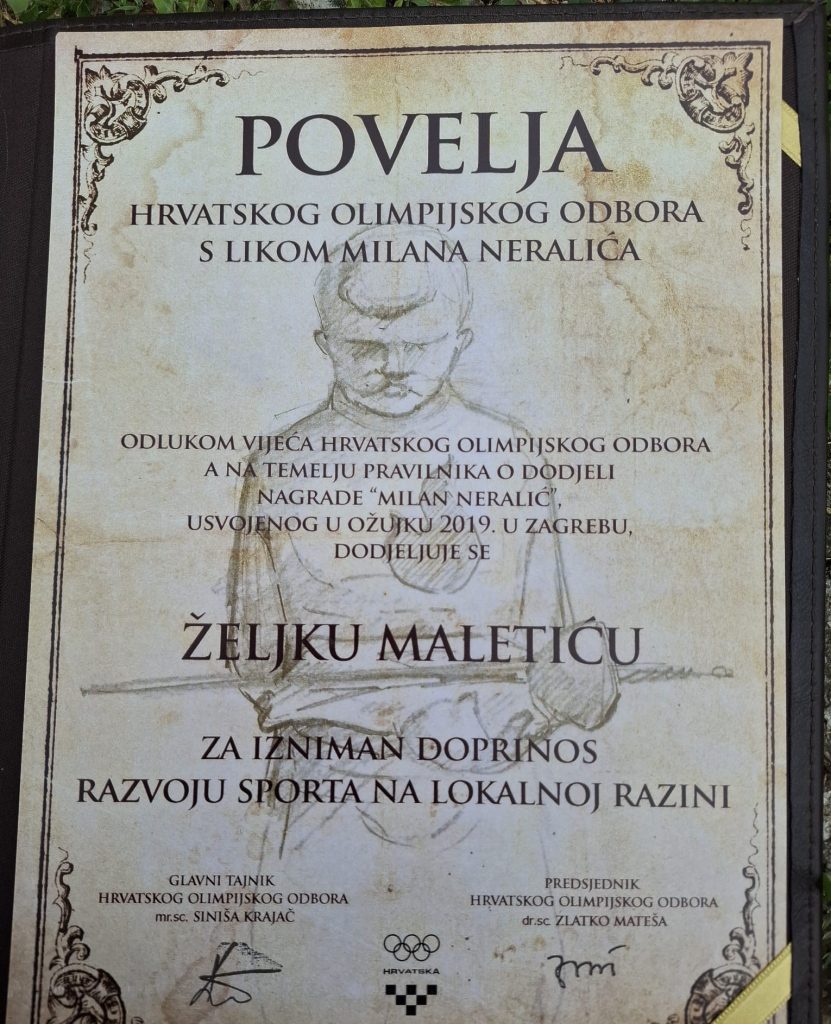 POVELJA
HRVATSKOG OLIMPIJSKOG ODBORA
S LIKOM MILANA NERALIĆA
ODLUKOM VIJEĆA HRVATSKOG OLIMPIJSKOG ODBORA
A NA TEMELJU PRAVILNIKA O DODJELI
NAGRADE “MILAN NERALIĆ”,
USVOJENOG U OŽUJKU 2019. U ZAGREBU,
DODJELJUJE SE
ŽELJKU MALETIĆU
ZA IZNIMAN DOPRINOS
RAZVOJU SPORTA NA LOKALNOJ RAZINI
GLAVNI TAJNIK
HRVATSKOG OLIMPIJSKOG ODBORA
mr.sc. SINIŠA KRAJAČ
PREDSJEDNIK
HRVATSKOG OLIMPIJSKOG ODBORA
dr.sc. ZLATKO MATEŠA
HRVATSKA